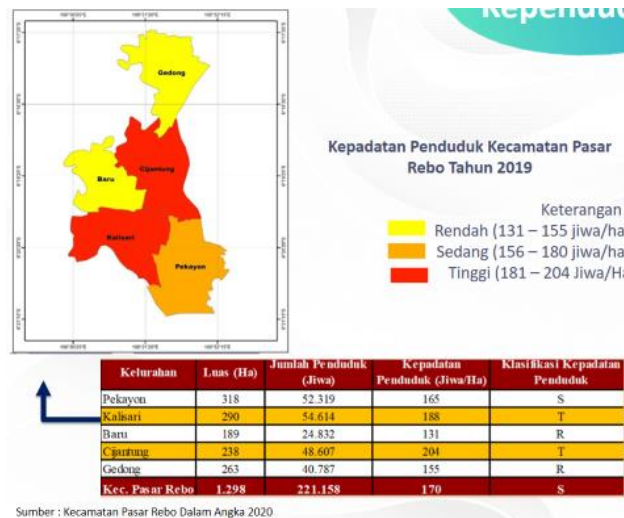 Kependud
Gedong
Cijantung
Baru
Kalisari
Pekayon
Kepadatan Penduduk Kecamatan Pasar
Rebo Tahun 2019
Keterangan
Rendah (131 – 155 jiwa/ha
Sedang (156 – 180 jiwa/ha
Tinggi (181 – 204 Jiwa/Ha
Kelurahan Luas (Ha) Jumlah Penduduk (Jiwa) Kepadatan Penduduk (Jiwa/Ha) Klasifikasi Kepadatan Penduduk
Pekayon 318 52.319 165 S
Kalisari 290 54.614 188 T
Baru 189 24.832 131 R
Cijantung 238 48.607 204 T
Gedong 263 40.787 155 R
Kec. Pasar Rebo 1.298 221.158 170 S
Sumber : Kecamatan Pasar Rebo Dalam Angka 2020